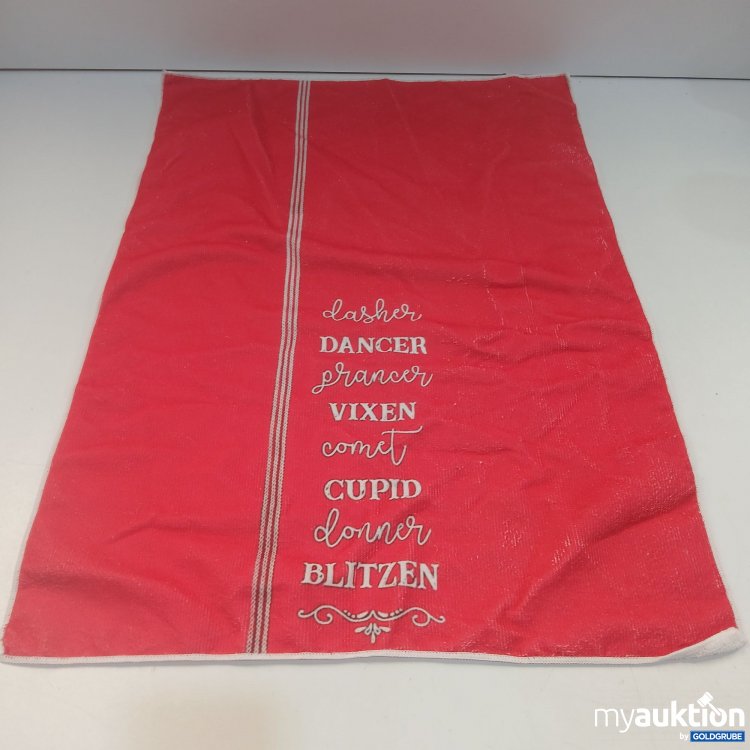 dasher
DANCER
prancer
VIXEN
comet
CUPID
donner
BLITZEN
myauktion
by GOLDGRUBE